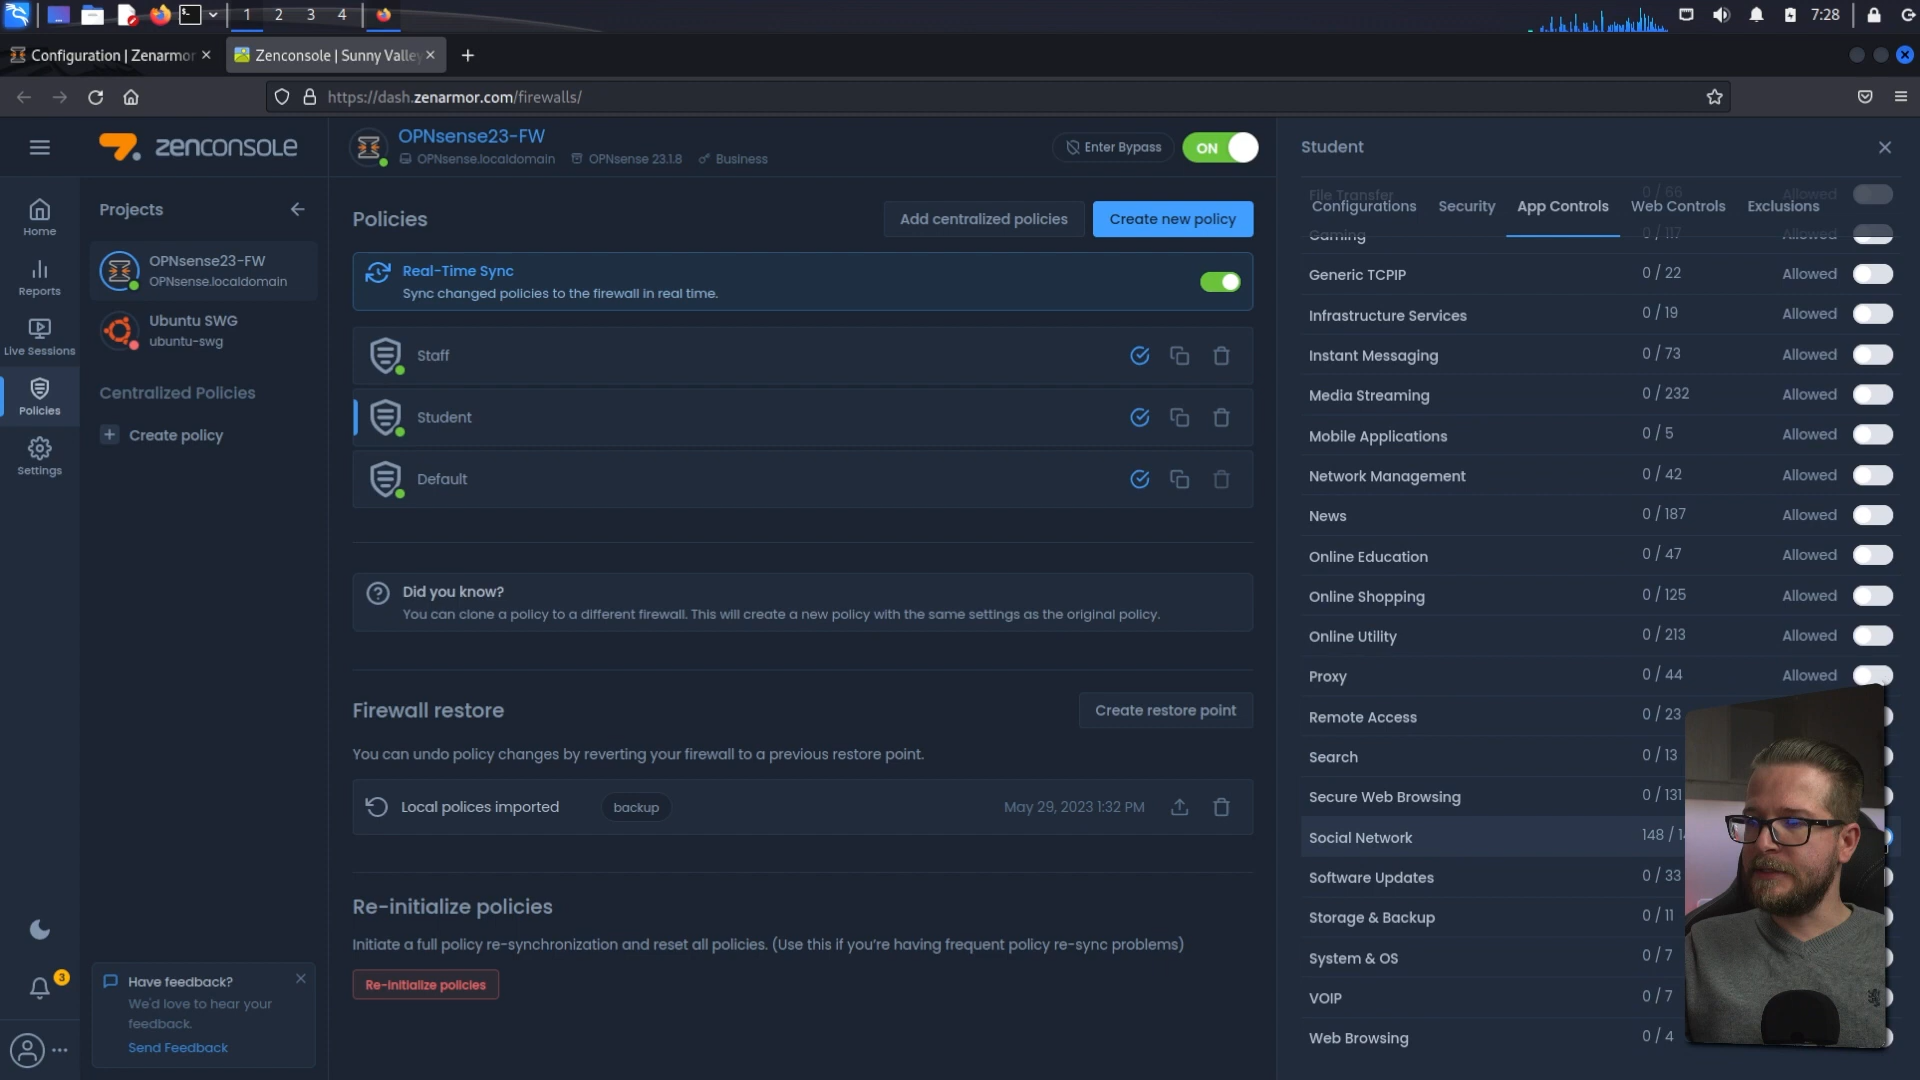 1
2
3
4
7:28
Configuration | Zenarmor
Zenconsole | Sunny Valley
https://dash.zenarmor.com/firewalls/
zenconsole
OPNsense23-FW
OPNsense.localdomain
OPNsense 23.1.8
Business
Enter Bypass
ON
Home
Reports
Live Sessions
Policies
Settings
3
Projects
OPNsense23-FW
OPNsense.localdomain
Ubuntu SWG
ubuntu-swg
Centralized Policies
Create policy
Have feedback?
We'd love to hear your
feedback.
Send Feedback
Policies
Add centralized policies
Create new policy
Real-Time Sync
Sync changed policies to the firewall in real time.
Staff
Student
Default
Did you know?
You can clone a policy to a different firewall. This will create a new policy with the same settings as the original policy.
Firewall restore
Create restore point
You can undo policy changes by reverting your firewall to a previous restore point.
Local polices imported
backup
May 29, 2023 1:32 PM
Re-initialize policies
Initiate a full policy re-synchronization and reset all policies. (Use this if you're having frequent policy re-sync problems)
Re-initialize policies
Student
File Transfer 0 / 66 Allowed
Configurations
Security
App Controls
Web Controls
Exclusions
Gaming 0 / 117 Allowed
Generic TCPIP 0 / 22 Allowed
Infrastructure Services 0 / 19 Allowed
Instant Messaging 0 / 73 Allowed
Media Streaming 0 / 232 Allowed
Mobile Applications 0 / 5 Allowed
Network Management 0 / 42 Allowed
News 0 / 187 Allowed
Online Education 0 / 47 Allowed
Online Shopping 0 / 125 Allowed
Online Utility 0 / 213 Allowed
Proxy 0 / 44 Allowed
Remote Access 0 / 23
Search 0 / 13
Secure Web Browsing 0 / 131
Social Network 148 /
Software Updates 0 / 33
Storage & Backup 0 / 11
System & OS 0 / 7
VOIP 0 / 7
Web Browsing 0 / 4